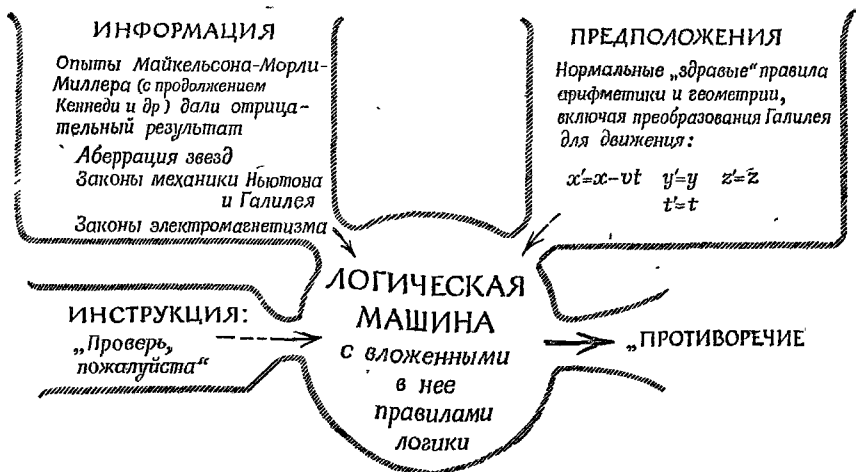 ИНФОРМАЦИЯ
Опыты Майкельсона-Морли-
Миллера (с продолжением
Кеннеди и др) дали отрица-
тельный результат
Аберрация звезд
Законы механики Ньютона
и Галилея
Законы электромагнетизма
ПРЕДПОЛОЖЕНИЯ
Нормальные „здравые“ правила
арифметики и геометрии,
включая преобразования Галилея
для движения:
x'=x-vt y'=y z'=z
t'=t
ИНСТРУКЦИЯ:
„Проверь,
пожалуйста“
ЛОГИЧЕСКАЯ
МАШИНА
с вложенными
в нее
правилами
логики
„ПРОТИВОРЕЧИЕ